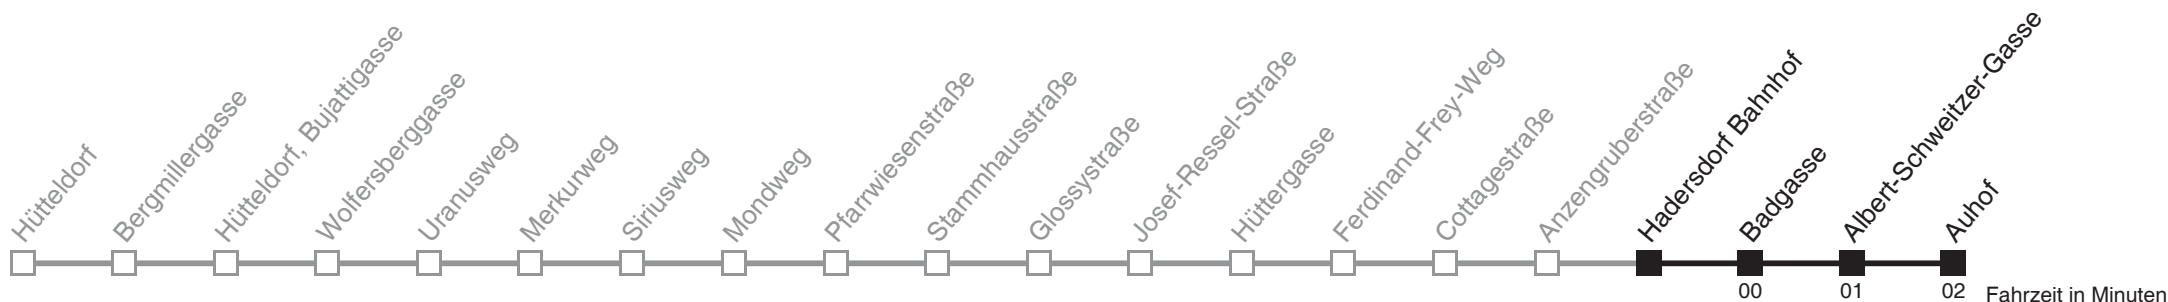 Hütteldorf
Bergmillergasse
Hütteldorf, Bujattigasse
Wolfersberggasse
Uranusweg
Merkurweg
Siriusweg
Mondweg
Pfarrwiesenstraße
Stammhausstraße
Glossystraße
Josef-Ressel-Straße
Hüttergasse
Ferdinand-Frey-Weg
Cottagestraße
Anzengruberstraße
Hadersdorf Bahnhof
Badgasse
Albert-Schweitzer-Gasse
Auhof
00 01 02 Fahrzeit in Minuten